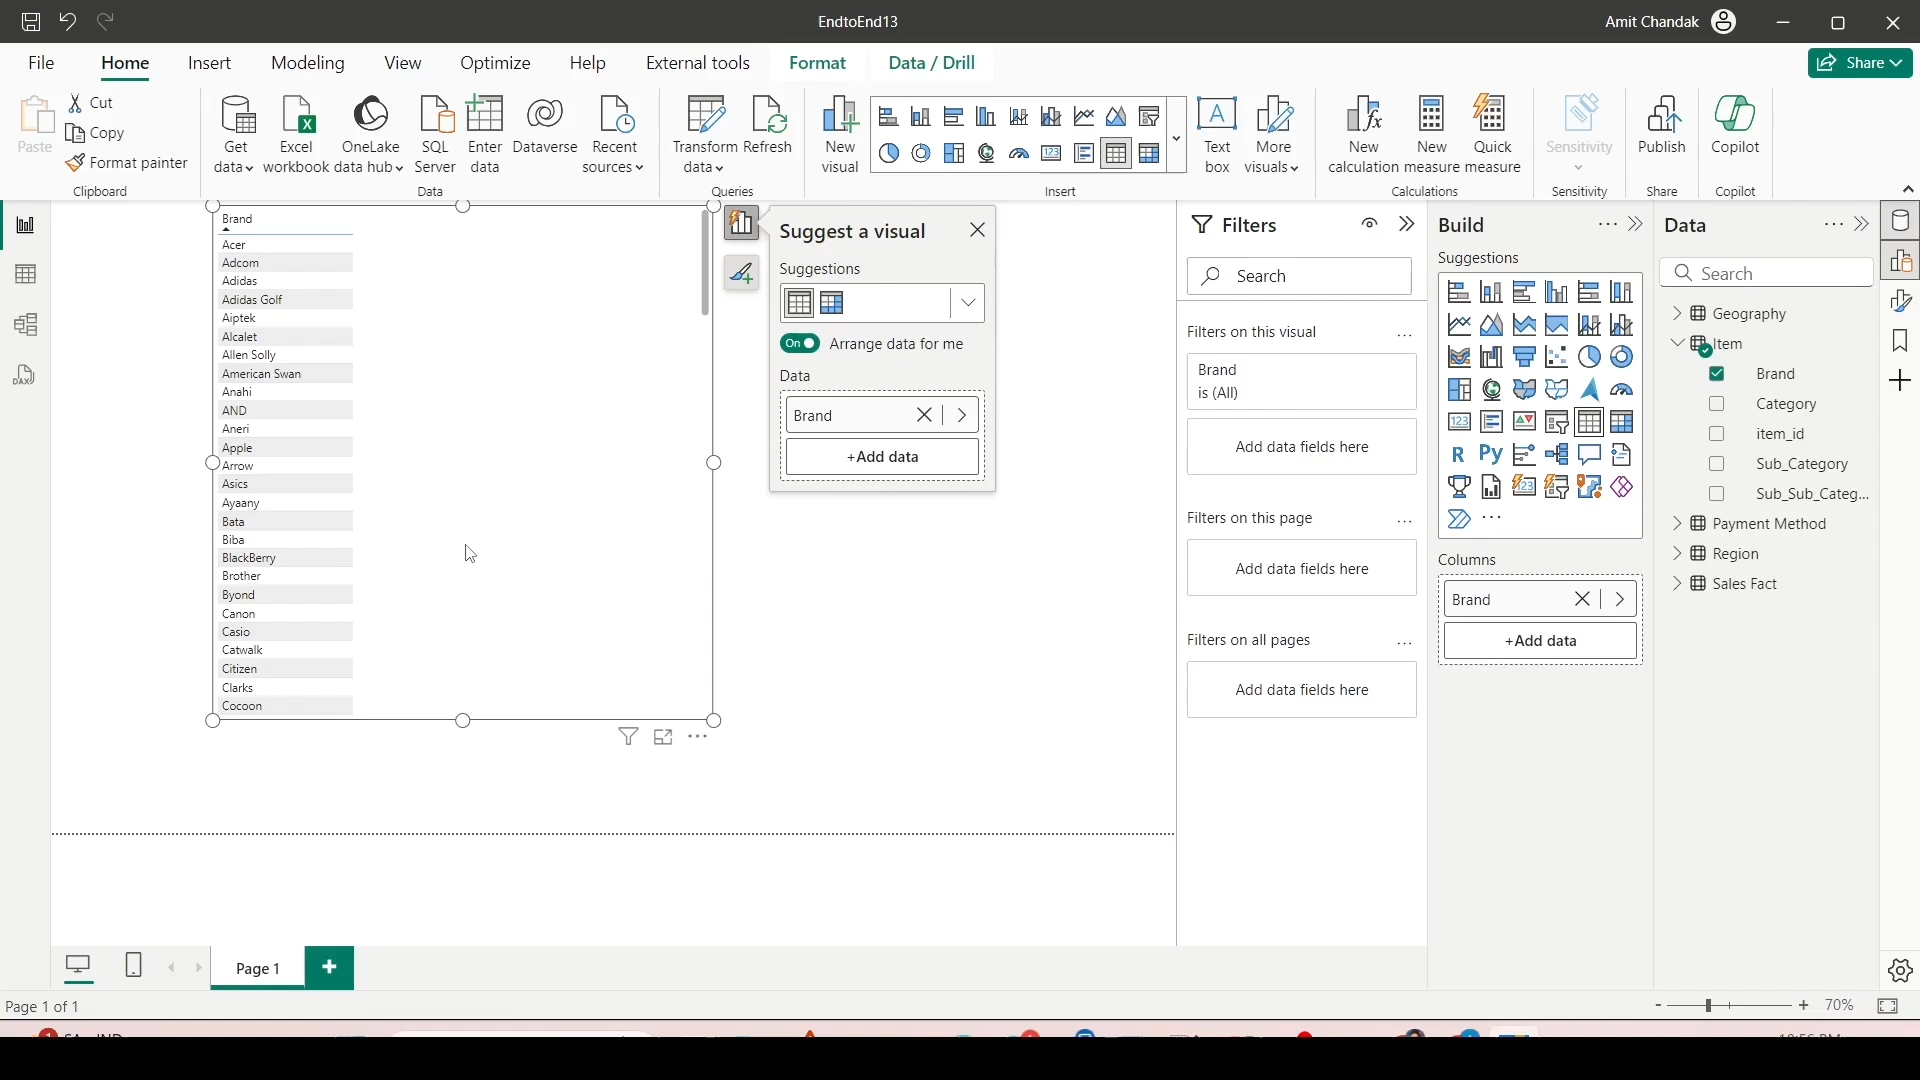 EndtoEnd13
Amit Chandak
File
Home
Insert
Modeling
View
Optimize
Help
External tools
Format
Data / Drill
Share
Paste
Cut
Copy
Format painter
Clipboard
Get data
Excel workbook
OneLake data hub
SQL Server
Enter data
Dataverse
Recent sources
Data
Transform data
Refresh
Queries
New visual
Text box
More visuals
Insert
New calculation
New measure
Quick measure
Calculations
Sensitivity
Sensitivity
Publish
Share
Copilot
Copilot
Brand
Acer
Adcom
Adidas
Adidas Golf
Aiptek
Alcalet
Allen Solly
American Swan
Anahi
AND
Aneri
Apple
Arrow
Asics
Ayaany
Bata
Biba
BlackBerry
Brother
Byond
Canon
Casio
Catwalk
Citizen
Clarks
Cocoon
Suggest a visual
Suggestions
On
Arrange data for me
Data
Brand
+Add data
Filters
Search
Filters on this visual
Brand
is (All)
Add data fields here
Filters on this page
Add data fields here
Filters on all pages
Add data fields here
Build
Suggestions
123
R
Py
123
Columns
Brand
+Add data
Data
Search
Geography
Item
Brand
Category
item_id
Sub_Category
Sub_Sub_Categ...
Payment Method
Region
Sales Fact
DAX
Page 1
Page 1 of 1
70%